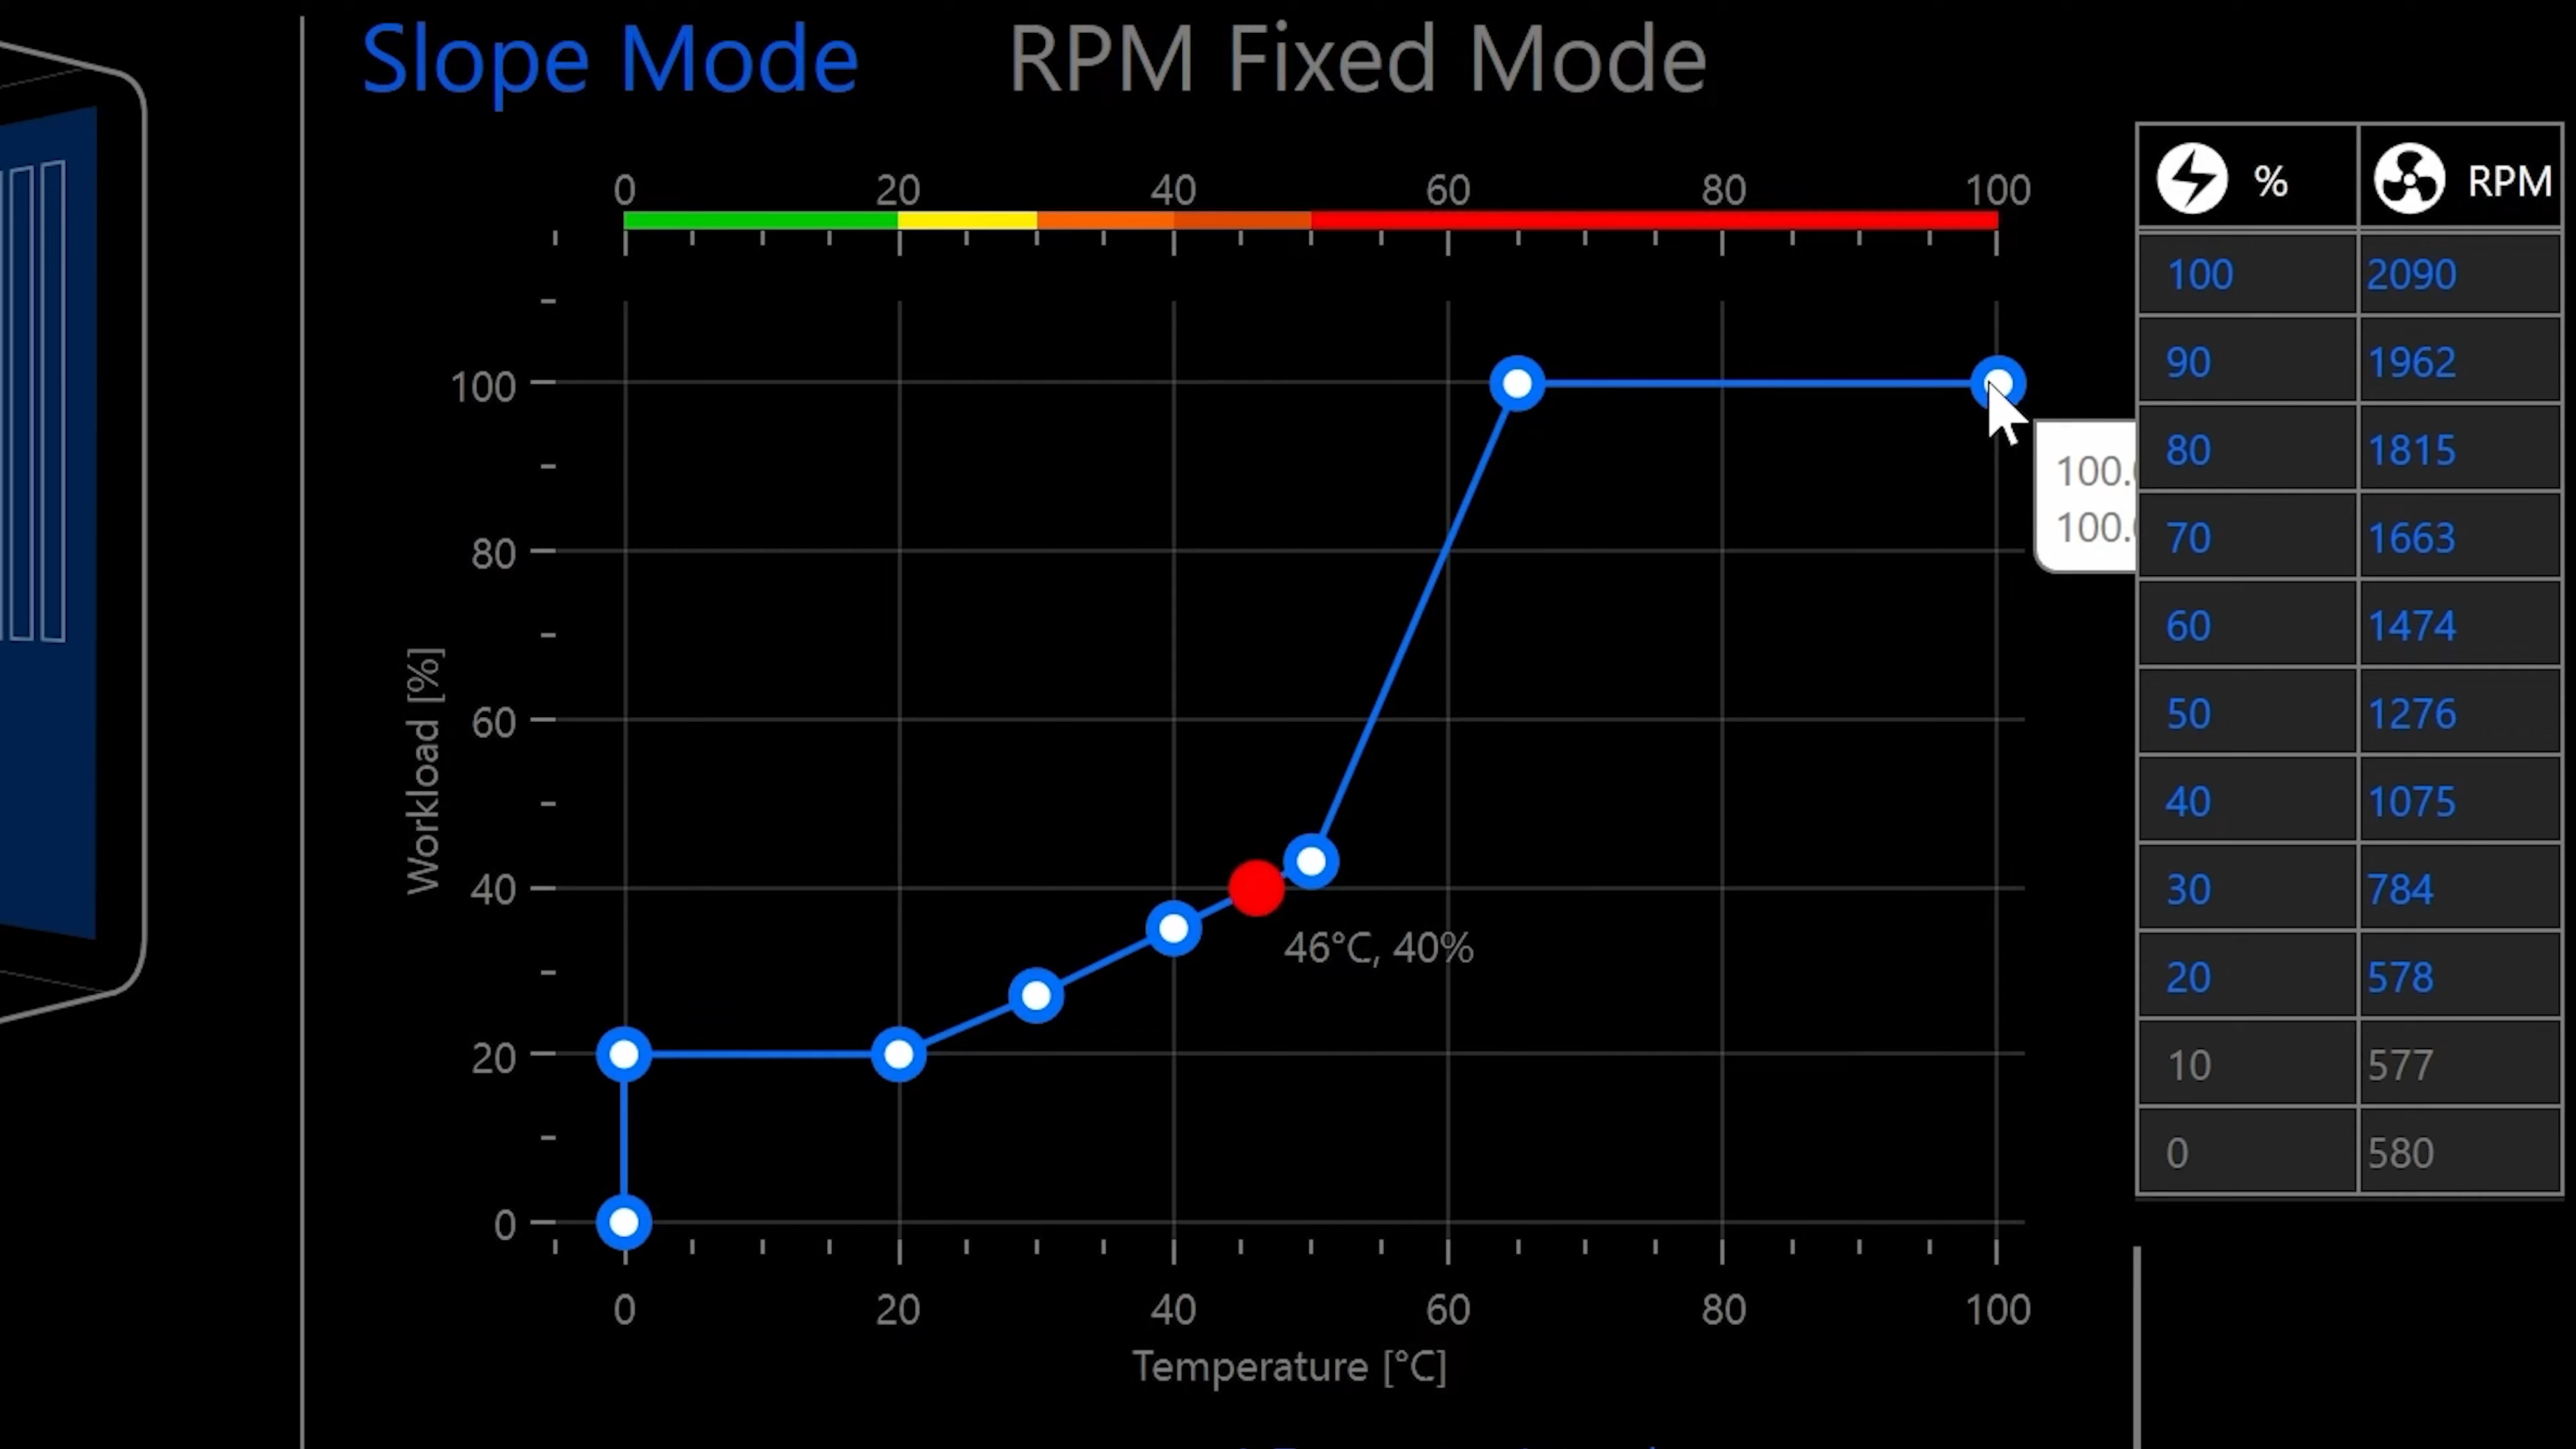 Slope Mode
RPM Fixed Mode
0 20 40 60 80 100
100
80
60
40
20
0
Workload [%]
46°C, 40%
100.
100.
0 20 40 60 80 100
Temperature [°C]
% RPM
100 2090
90 1962
80 1815
70 1663
60 1474
50 1276
40 1075
30 784
20 578
10 577
0 580